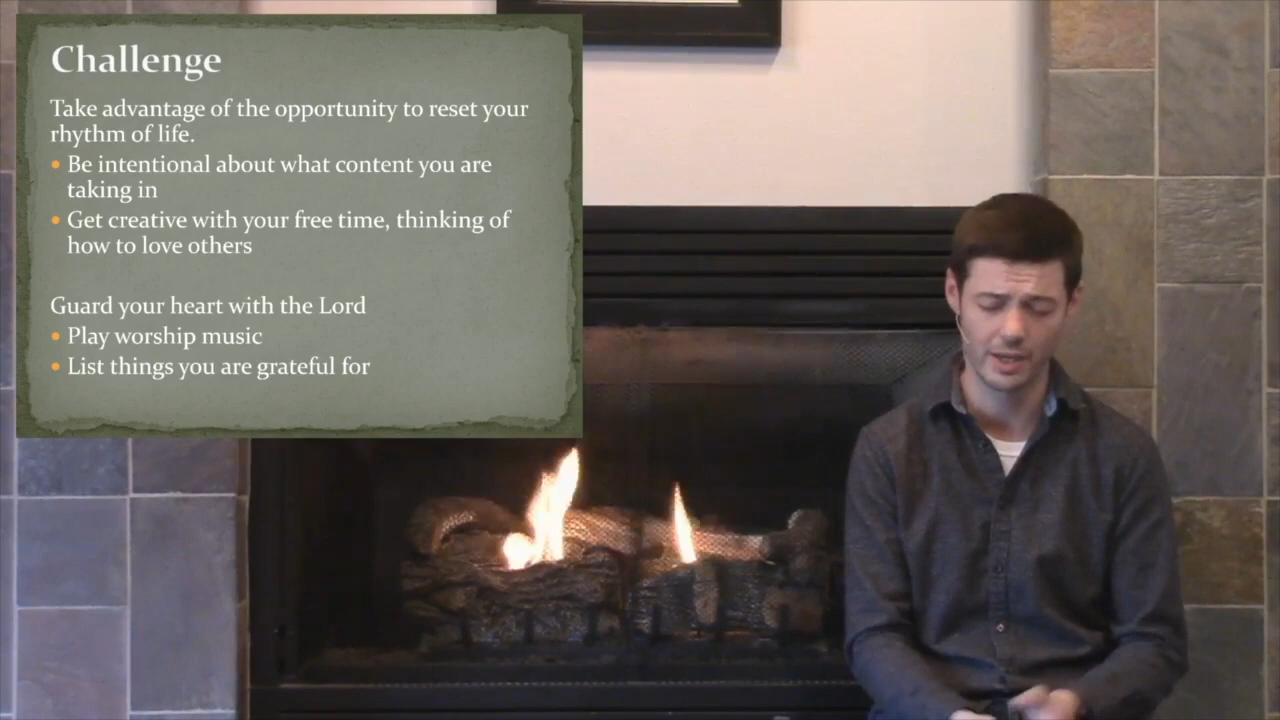 Challenge
Take advantage of the opportunity to reset your
rhythm of life.
• Be intentional about what content you are
taking in
• Get creative with your free time, thinking of
how to love others
Guard your heart with the Lord
• Play worship music
• List things you are grateful for